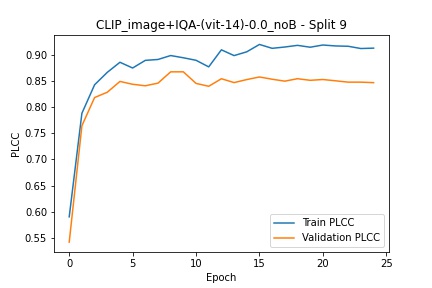 CLIP_image+IQA-(vit-14)-0.0_noB - Split 9
PLCC
0.90
0.85
0.80
0.75
0.70
0.65
0.60
0.55
Train PLCC
Validation PLCC
0 5 10 15 20 25
Epoch